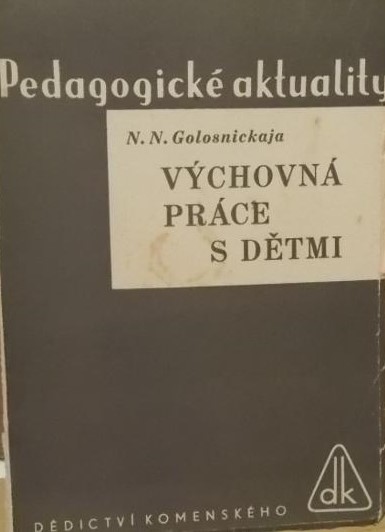 Pedagogické aktuality
N. N. Golosnickaja
VÝCHOVNÁ
PRÁCE
S DĚTMI
dk
DĚDICTVÍ KOMENSKÉHO